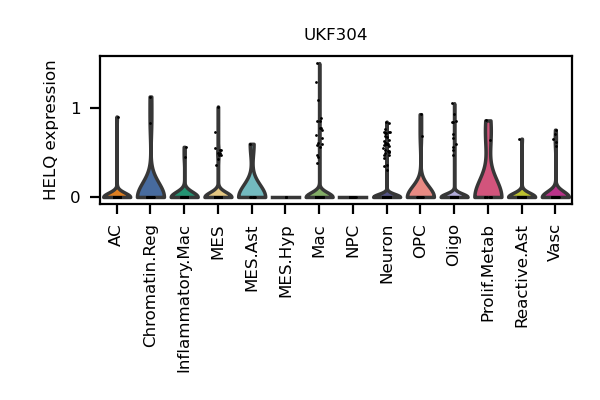 UKF304
HELQ expression
1
0
AC
Chromatin.Reg
Inflammatory.Mac
MES
MES.Ast
MES.Hyp
Mac
NPC
Neuron
OPC
Oligo
Prolif.Metab
Reactive.Ast
Vasc